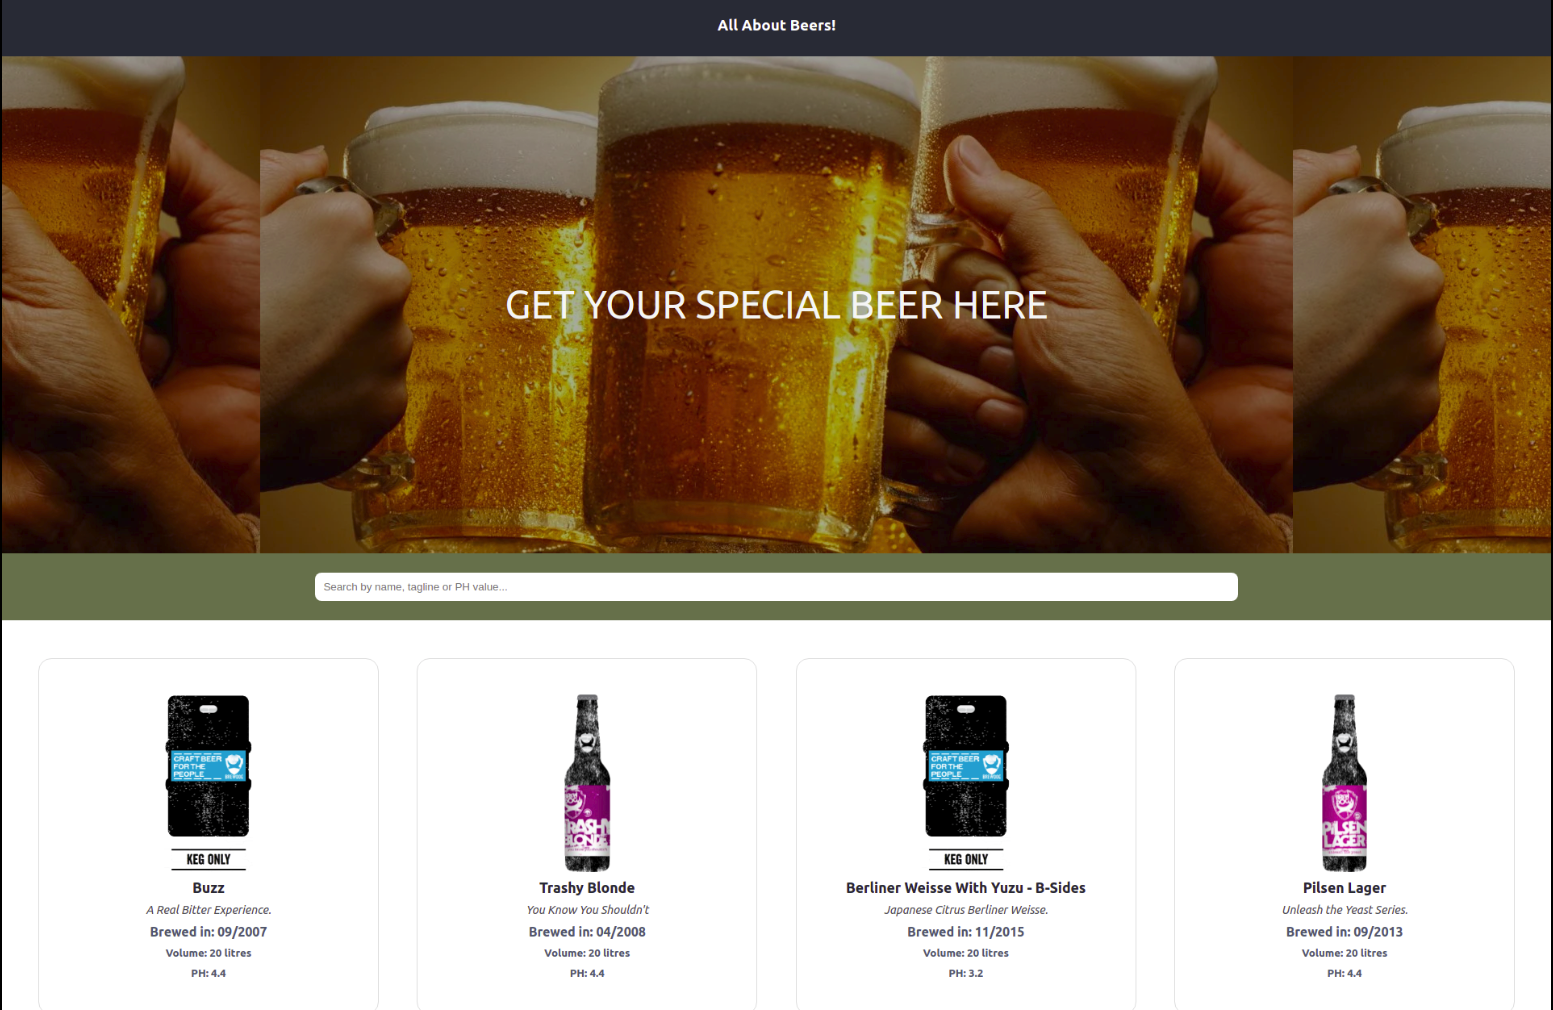 All About Beers!
GET YOUR SPECIAL BEER HERE
Search by name, tagline or PH value...
CRAFT BEER
FOR THE
PEOPLE
KEG ONLY
Buzz
A Real Bitter Experience.
Brewed in: 09/2007
Volume: 20 litres
PH: 4.4
TRASHY
BLONDE
Trashy Blonde
You Know You Shouldn't
Brewed in: 04/2008
Volume: 20 litres
PH: 4.4
CRAFT BEER
FOR THE
PEOPLE
KEG ONLY
Berliner Weisse With Yuzu - B-Sides
Japanese Citrus Berliner Weisse.
Brewed in: 11/2015
Volume: 20 litres
PH: 3.2
PILSEN
LAGER
Pilsen Lager
Unleash the Yeast Series.
Brewed in: 09/2013
Volume: 20 litres
PH: 4.4